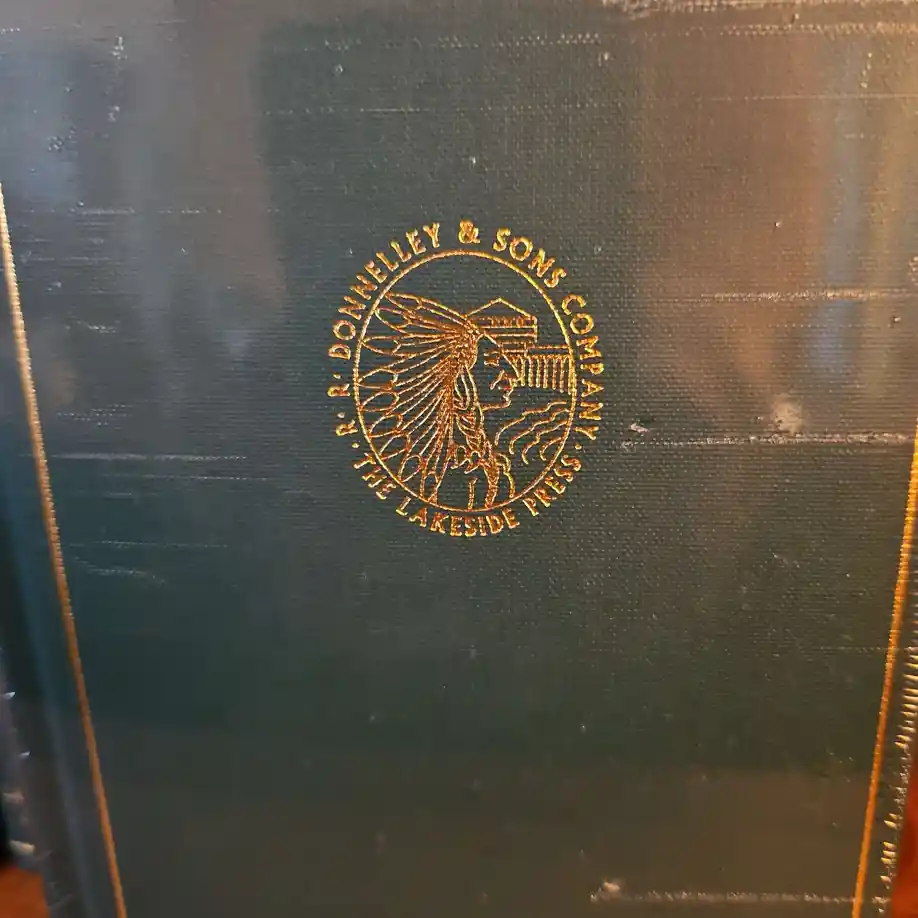 · R · R · DONNELLEY & SONS COMPANY ·
THE LAKESIDE PRESS